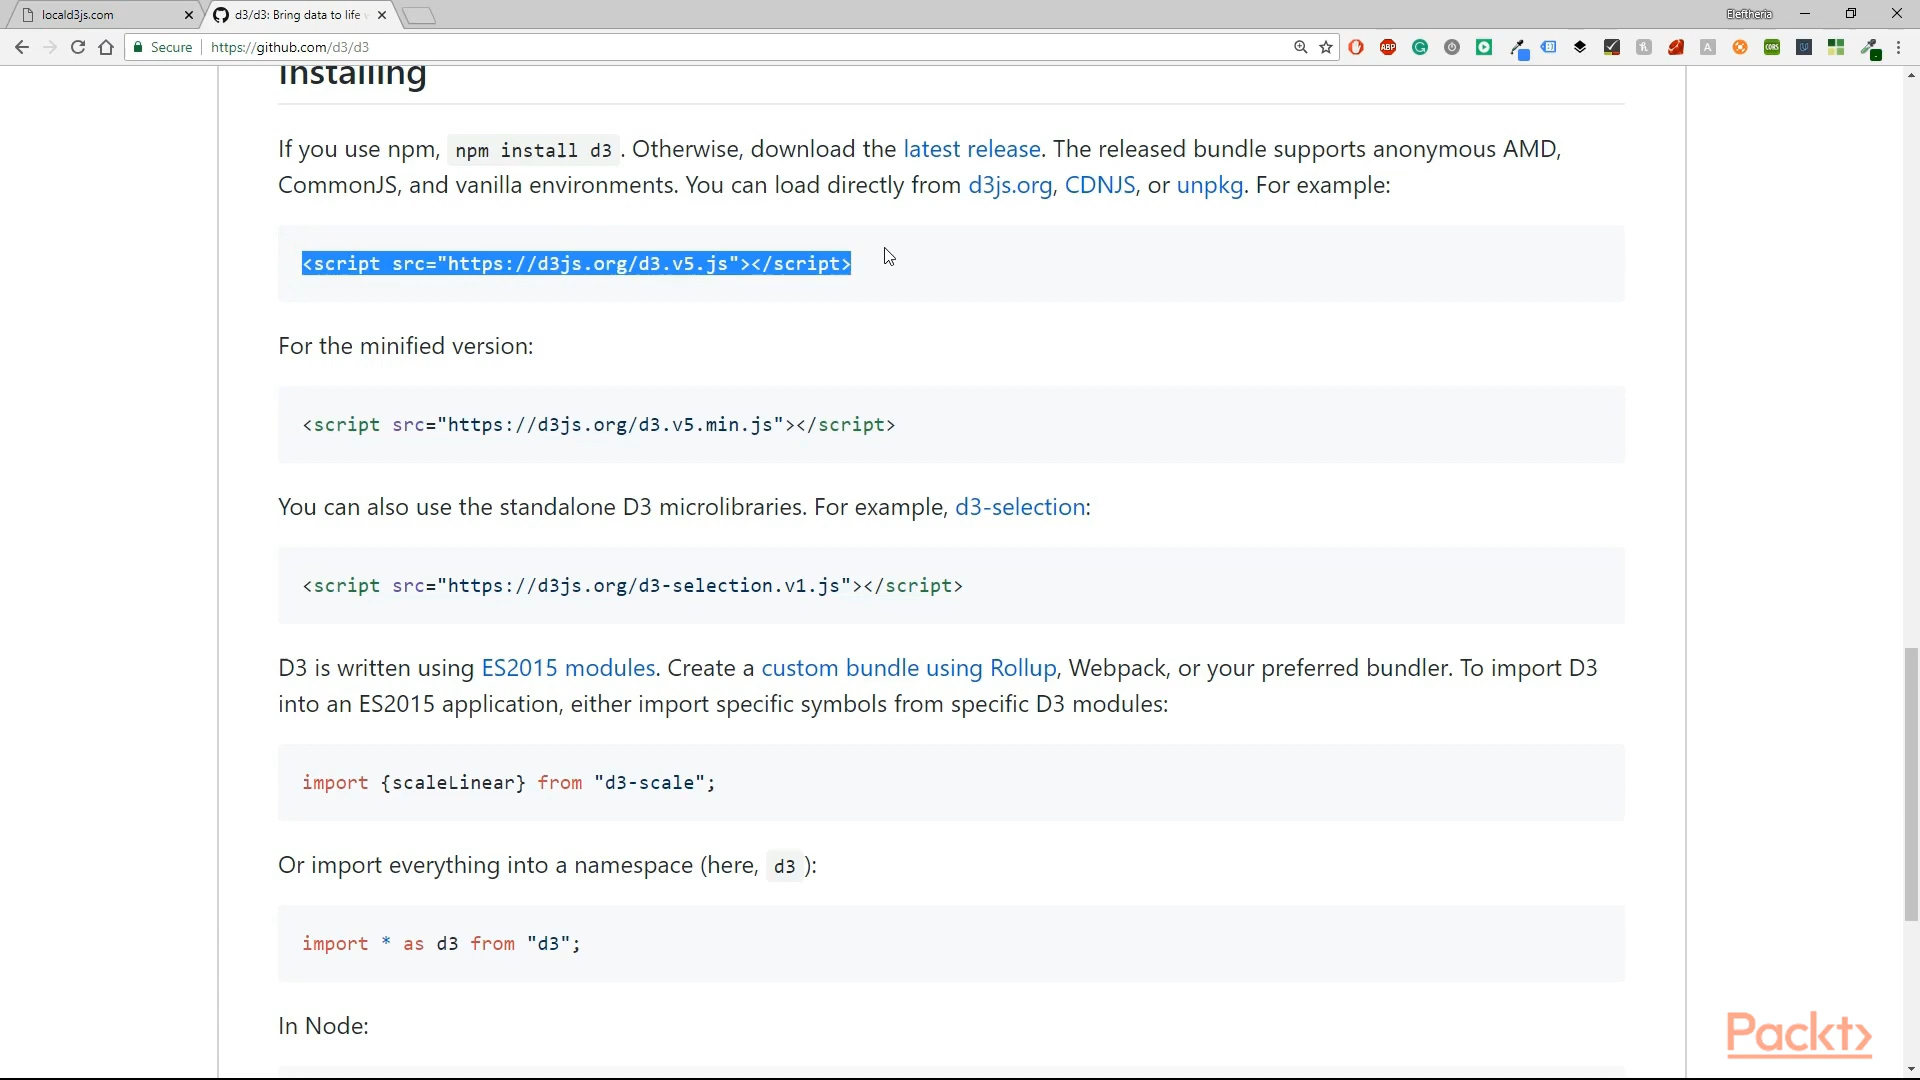 locald3js.com
d3/d3: Bring data to life
Eleftheria
Secure
https://github.com/d3/d3
Installing
If you use npm, npm install d3. Otherwise, download the latest release. The released bundle supports anonymous AMD,
CommonJS, and vanilla environments. You can load directly from d3js.org, CDNJS, or unpkg. For example:
<script src="https://d3js.org/d3.v5.js"></script>
For the minified version:
<script src="https://d3js.org/d3.v5.min.js"></script>
You can also use the standalone D3 microlibraries. For example, d3-selection:
<script src="https://d3js.org/d3-selection.v1.js"></script>
D3 is written using ES2015 modules. Create a custom bundle using Rollup, Webpack, or your preferred bundler. To import D3
into an ES2015 application, either import specific symbols from specific D3 modules:
import {scaleLinear} from "d3-scale";
Or import everything into a namespace (here, d3):
import * as d3 from "d3";
In Node:
Packt>